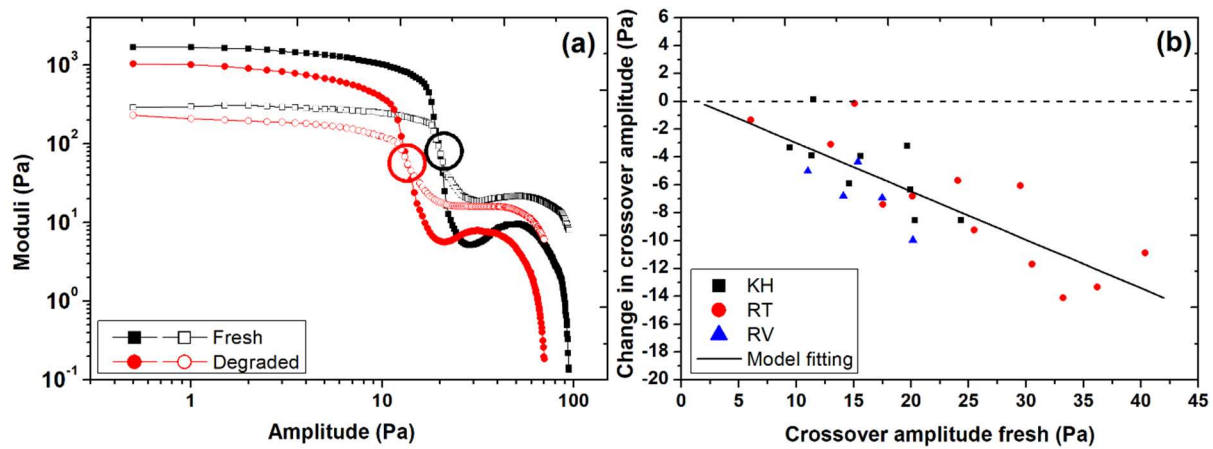 (a)
Moduli (Pa)
10³
10²
10¹
10⁰
10⁻¹
1
10
100
Amplitude (Pa)
Fresh
Degraded
(b)
Change in crossover amplitude (Pa)
6
4
2
0
-2
-4
-6
-8
-10
-12
-14
-16
-18
-20
0
5
10
15
20
25
30
35
40
45
Crossover amplitude fresh (Pa)
KH
RT
RV
Model fitting